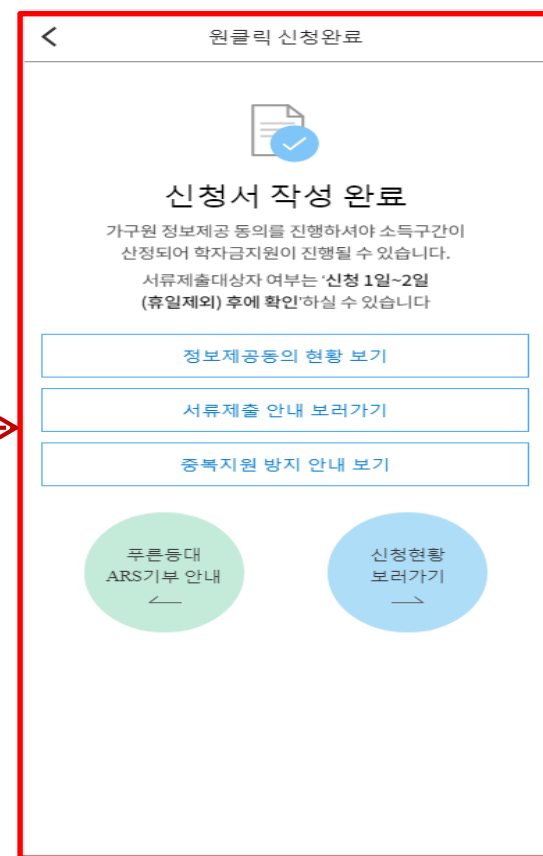 원클릭 신청완료
신청서 작성 완료
가구원 정보제공 동의를 진행하셔야 소득구간이
산정되어 학자금지원이 진행될 수 있습니다.
서류제출대상자 여부는 '신청 1일~2일
(휴일제외) 후에 확인'하실 수 있습니다
정보제공동의 현황 보기
서류제출 안내 보러가기
중복지원 방지 안내 보기
푸른등대
ARS기부 안내
신청현황
보러가기